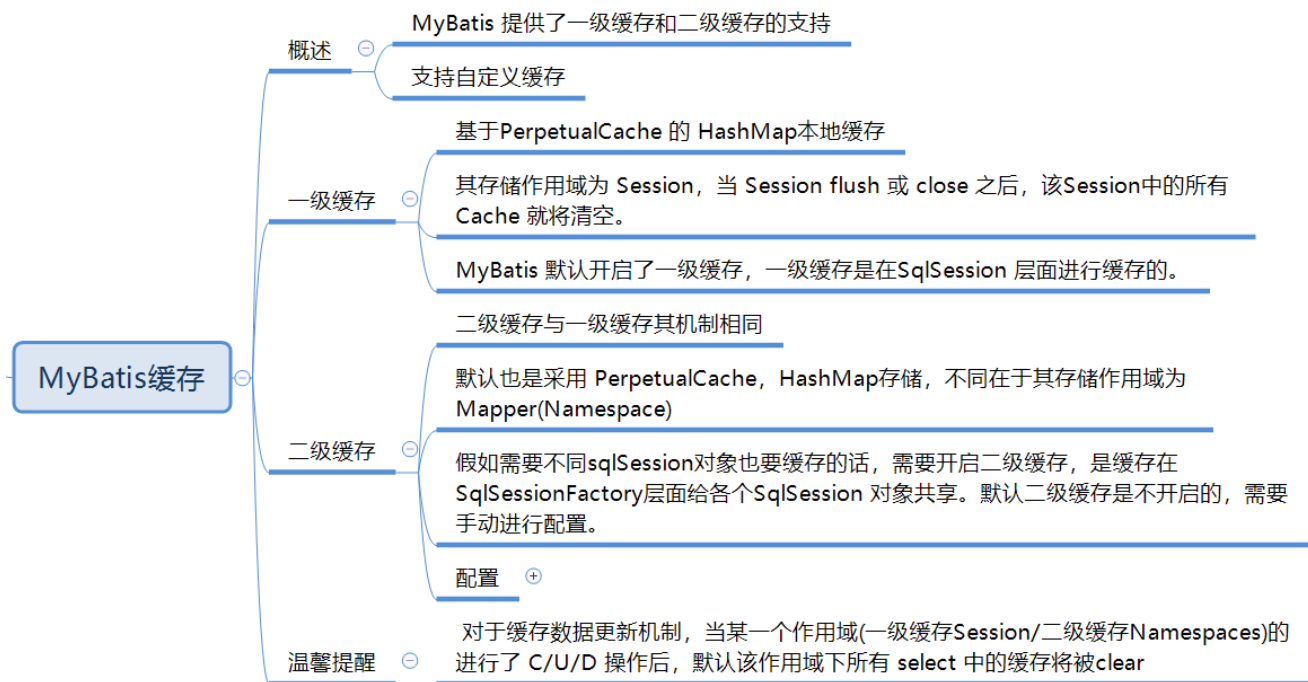 MyBatis缓存
概述
MyBatis 提供了一级缓存和二级缓存的支持
支持自定义缓存
一级缓存
基于PerpetualCache 的 HashMap本地缓存
其存储作用域为 Session，当 Session flush 或 close 之后，该Session中的所有
Cache 就将清空。
MyBatis 默认开启了一级缓存，一级缓存是在SqlSession 层面进行缓存的。
二级缓存
二级缓存与一级缓存其机制相同
默认也是采用 PerpetualCache，HashMap存储，不同在于其存储作用域为
Mapper(Namespace)
假如需要不同sqlSession对象也要缓存的话，需要开启二级缓存，是缓存在
SqlSessionFactory层面给各个SqlSession 对象共享。默认二级缓存是不开启的，需要
手动进行配置。
配置
温馨提醒
对于缓存数据更新机制，当某一个作用域(一级缓存Session/二级缓存Namespaces)的
进行了 C/U/D 操作后，默认该作用域下所有 select 中的缓存将被clear